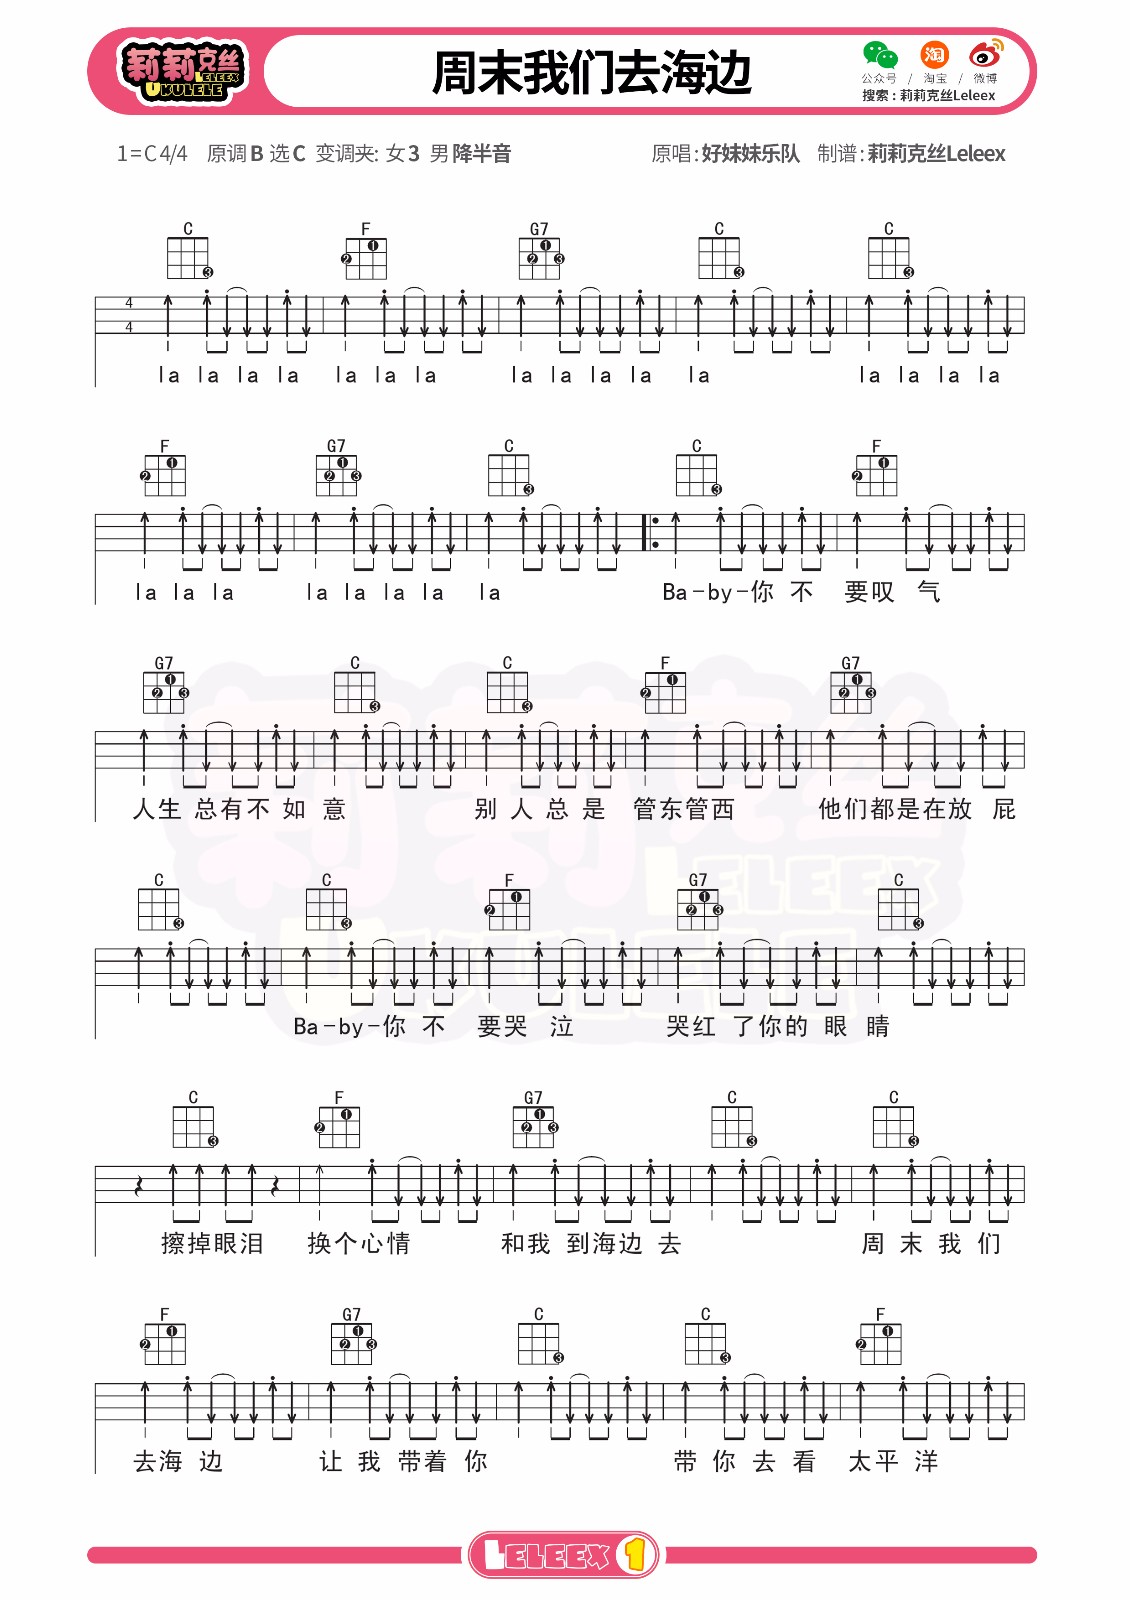 莉莉克丝
LELEEX
UKULELE
周末我们去海边
公众号 / 淘宝 / 微博
搜索：莉莉克丝Leleex
1=C 4/4 原调B 选C 变调夹: 女3 男降半音 原唱:好妹妹乐队 制谱:莉莉克丝Leleex
C F G7 C C
4
4
la la la la la la la la la la la la la la la la
F G7 C C F
la la la la la la la la Ba-by-你 不 要叹 气
G7 C C F G7
人生 总有不 如 意 别 人 总 是 管东管西 他们都是在放 屁
C C F G7 C
Ba-by-你 不 要哭 泣 哭红 了你的 眼 睛
C F G7 C C
擦掉眼泪 换个心情 和我 到海边 去 周 末 我 们
F G7 C C F
去海 边 让 我 带着 你 带 你 去 看 太平 洋
莉莉克丝
LELEEX
UKULELE
LELEEX 1